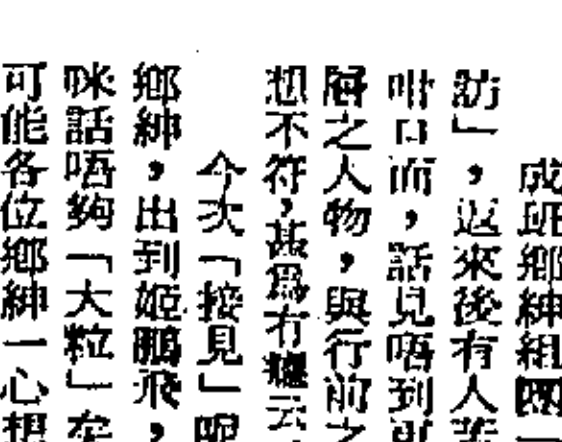 成班鄉紳組團「
訪」,返來後有人
咁口而,話見唔到
層之人物,與行前之
想不符,甚爲冇癮云
今次「接見」呢
鄉紳,出到姬鵬飛,
咪話唔夠「大粒」
可能各位鄉紳一心想